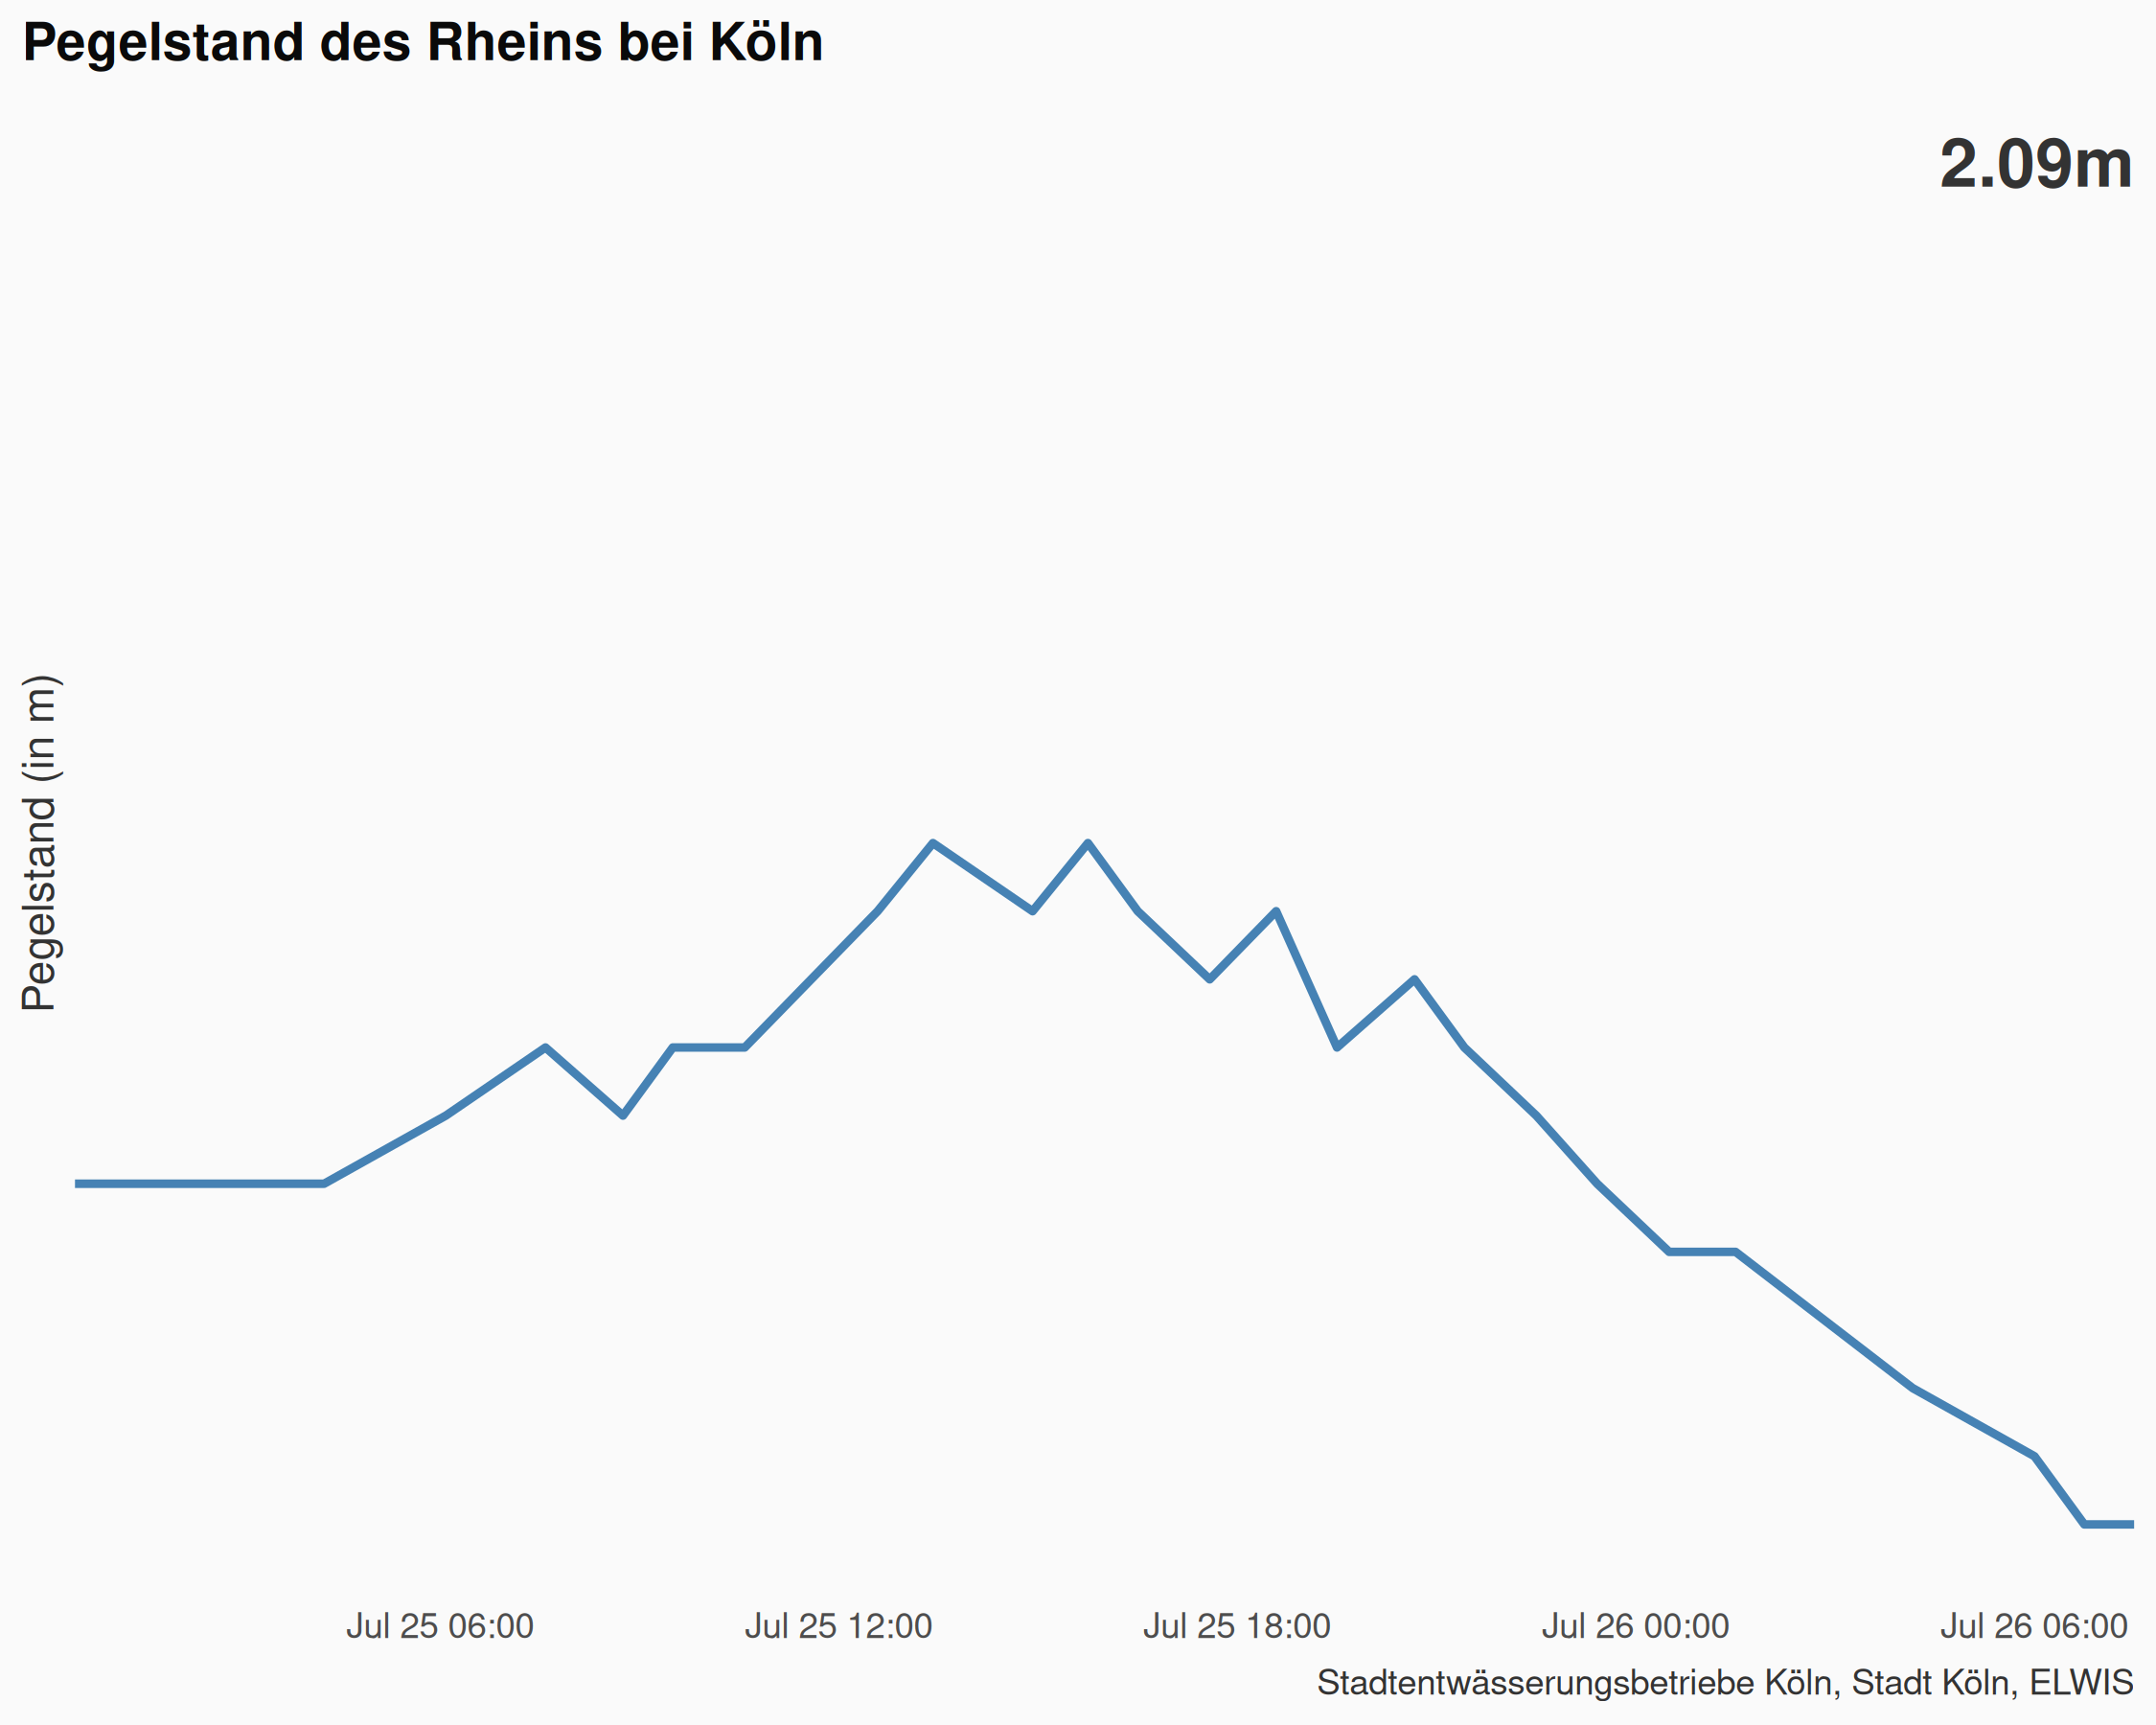 Pegelstand des Rheins bei Köln
2.09m
Pegelstand (in m)
Jul 25 06:00
Jul 25 12:00
Jul 25 18:00
Jul 26 00:00
Jul 26 06:00
Stadtentwässerungsbetriebe Köln, Stadt Köln, ELWIS